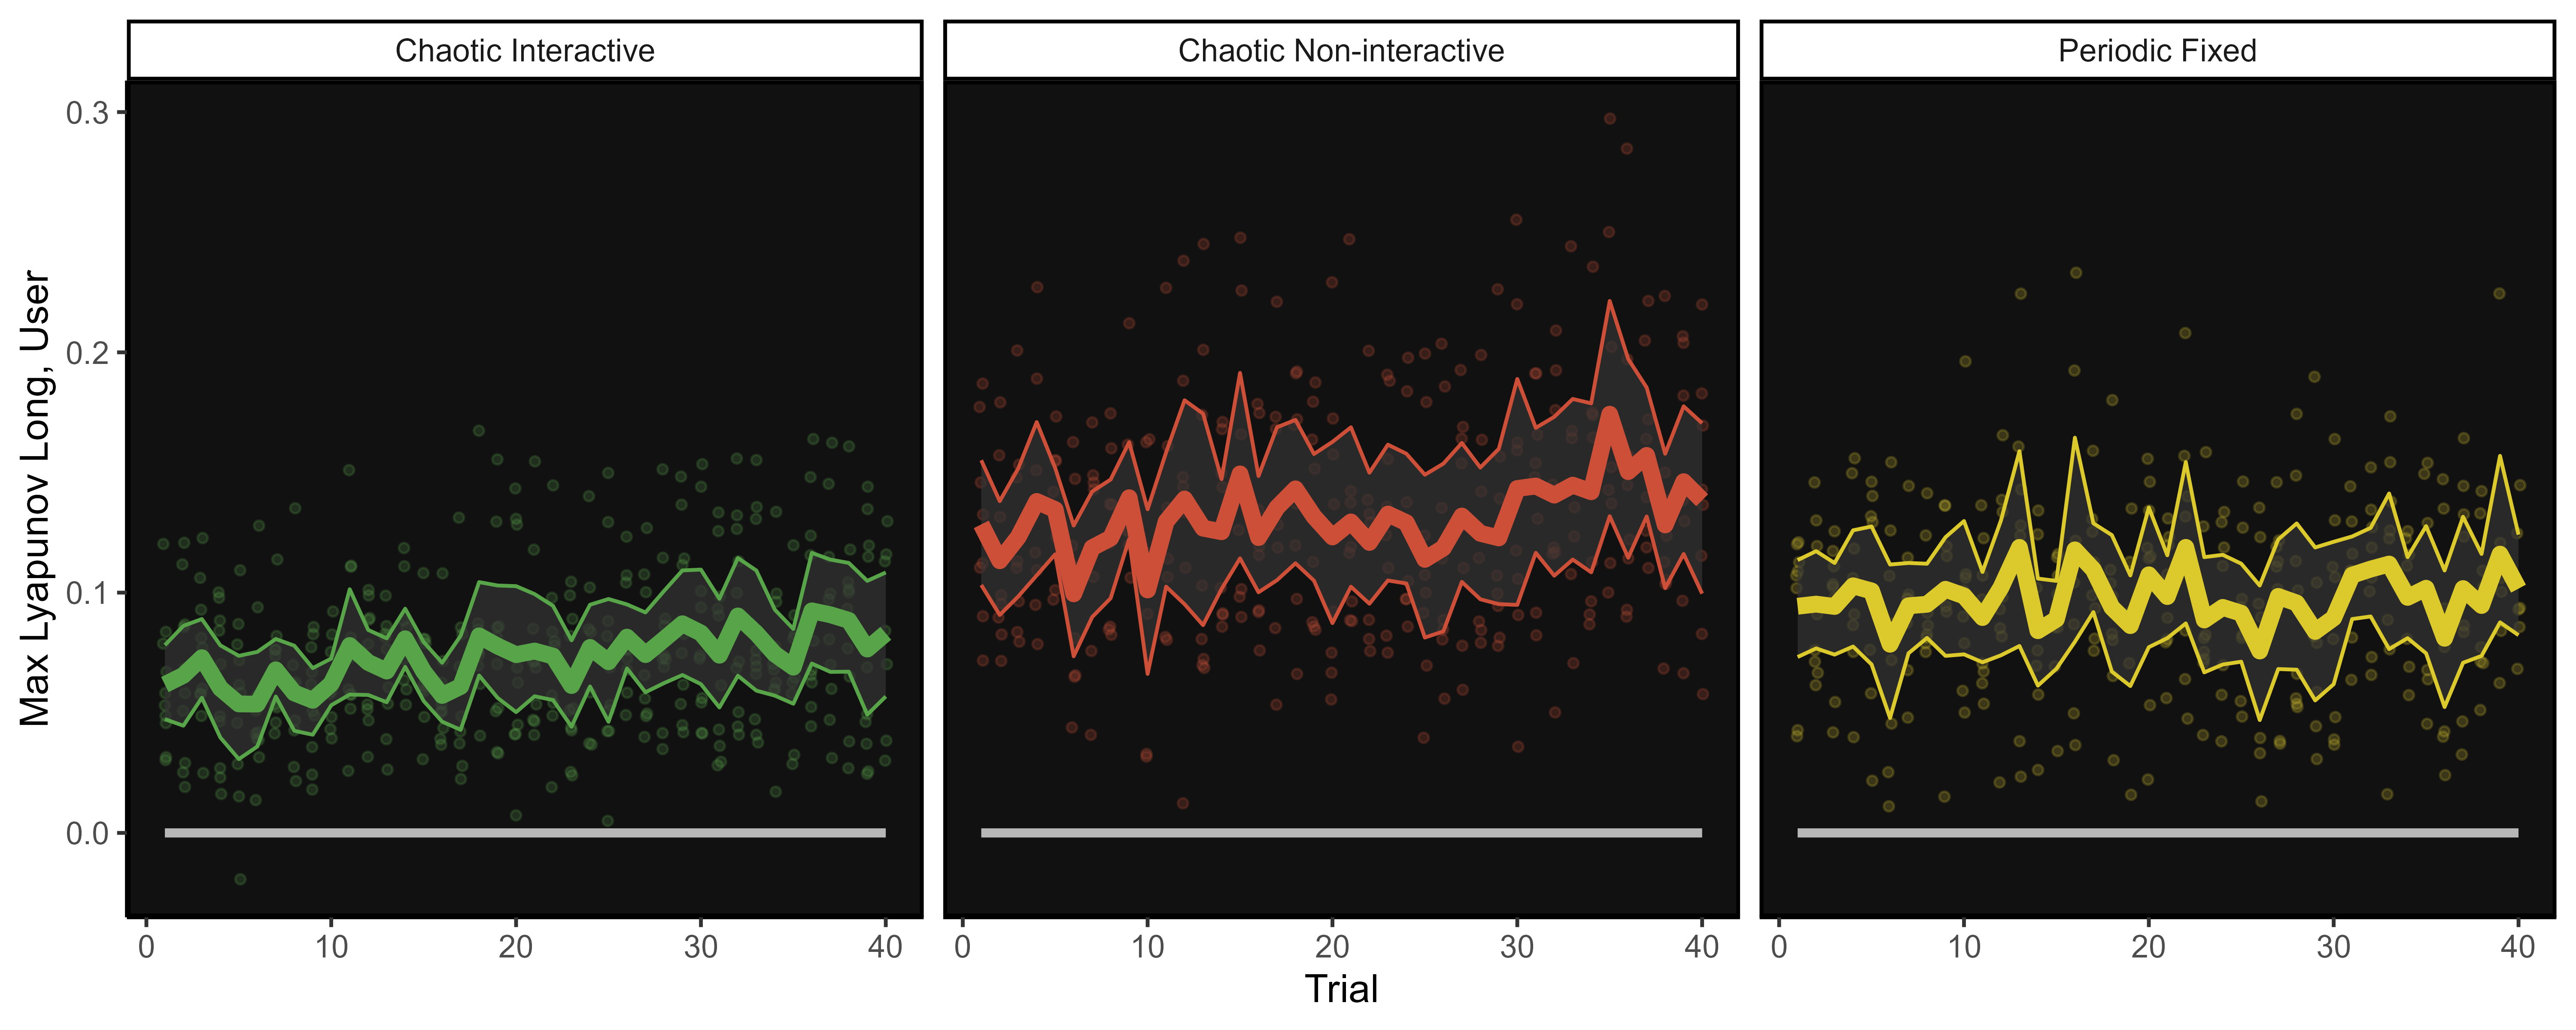 Chaotic Interactive
Chaotic Non-interactive
Periodic Fixed
Max Lyapunov Long, User
0.3
0.2
0.1
0.0
0 10 20 30 40
0 10 20 30 40
0 10 20 30 40
Trial